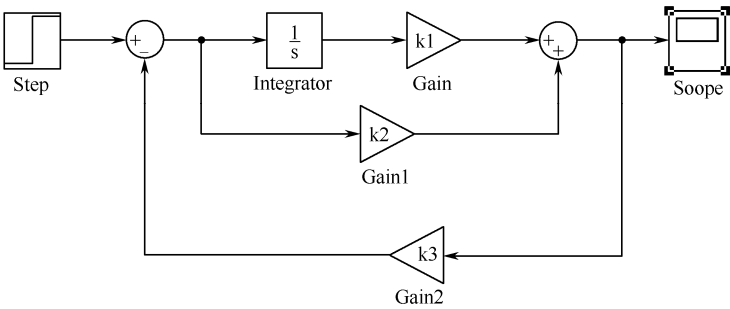 +
−
1
s
k1
+
+
Step
Integrator
Gain
Soope
k2
Gain1
k3
Gain2